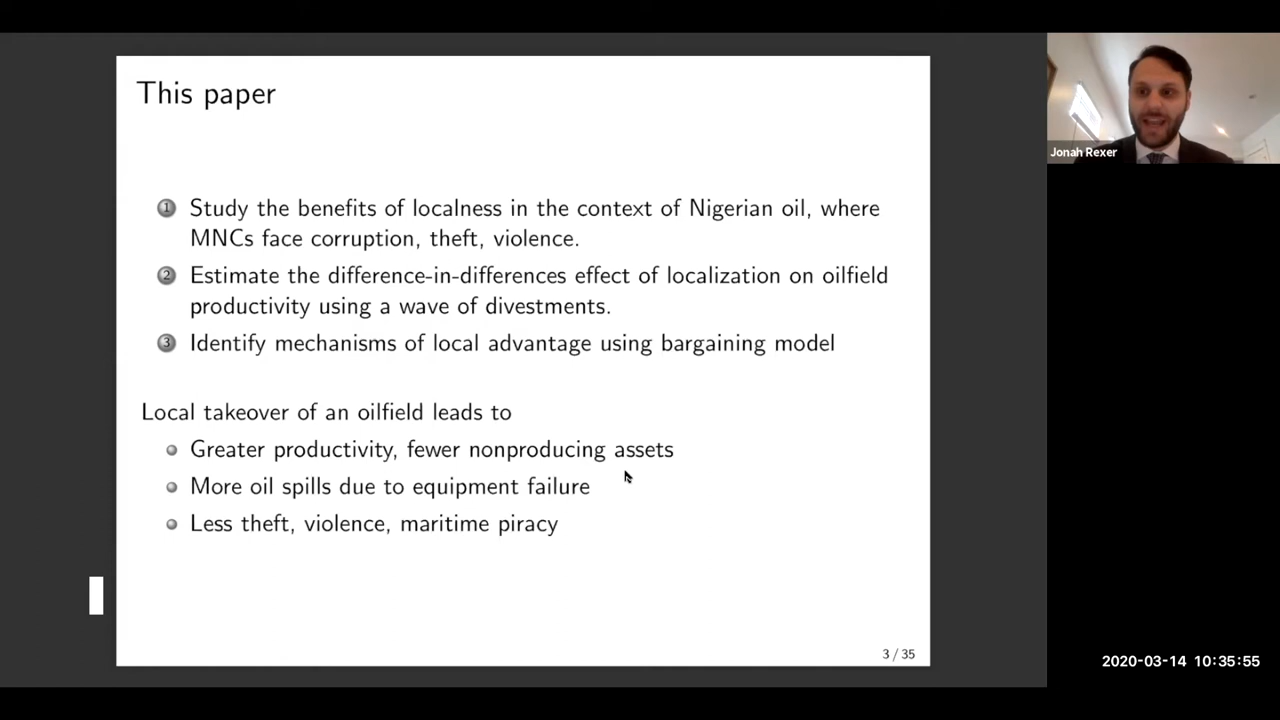 This paper
1 Study the benefits of localness in the context of Nigerian oil, where
MNCs face corruption, theft, violence.
2 Estimate the difference-in-differences effect of localization on oilfield
productivity using a wave of divestments.
3 Identify mechanisms of local advantage using bargaining model
Local takeover of an oilfield leads to
Greater productivity, fewer nonproducing assets
More oil spills due to equipment failure
Less theft, violence, maritime piracy
3 / 35
Jonah Rexer
2020-03-14 10:35:55